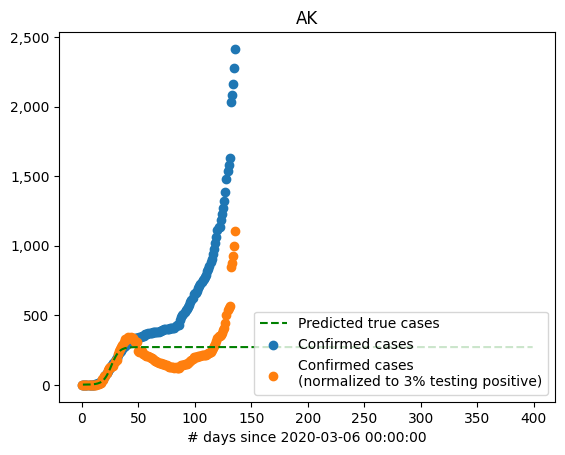 AK
2,500
2,000
1,500
1,000
500
0
Predicted true cases
Confirmed cases
Confirmed cases
(normalized to 3% testing positive)
0 50 100 150 200 250 300 350 400
# days since 2020-03-06 00:00:00